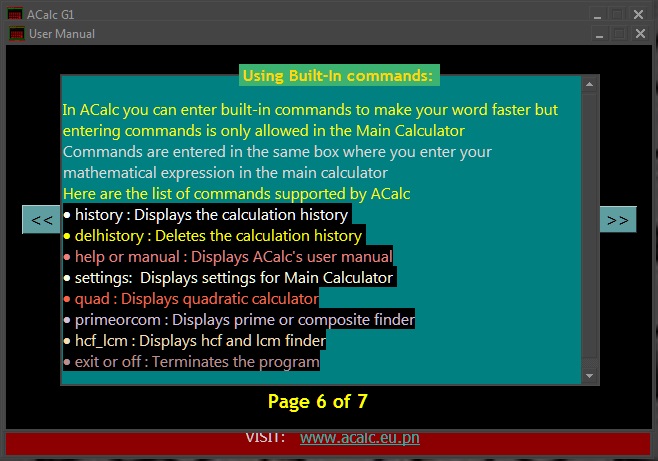 ACalc G1
User Manual
Using Built-In commands:
In ACalc you can enter built-in commands to make your word faster but
entering commands is only allowed in the Main Calculator
Commands are entered in the same box where you enter your
mathematical expression in the main calculator
Here are the list of commands supported by ACalc
● history : Displays the calculation history
● delhistory : Deletes the calculation history
● help or manual : Displays ACalc's user manual
● settings:  Displays settings for Main Calculator
● quad : Displays quadratic calculator
● primeorcom : Displays prime or composite finder
● hcf_lcm : Displays hcf and lcm finder
● exit or off : Terminates the program
<< >>
Page 6 of 7
VISIT: www.acalc.eu.pn